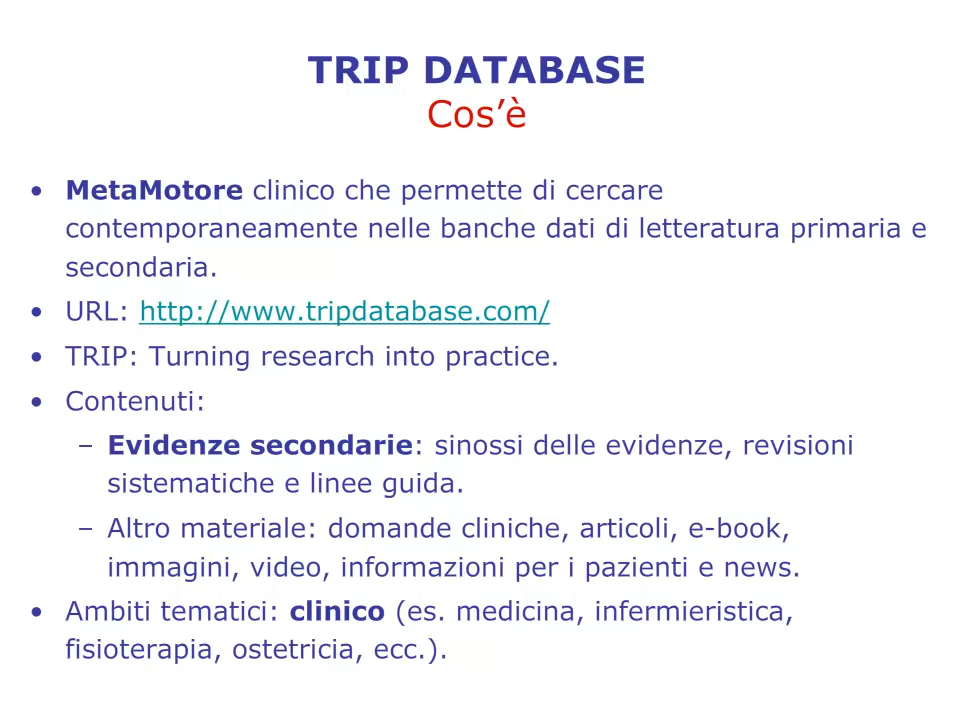 TRIP DATABASE
Cos’è
• MetaMotore clinico che permette di cercare
contemporaneamente nelle banche dati di letteratura primaria e
secondaria.
• URL: http://www.tripdatabase.com/
• TRIP: Turning research into practice.
• Contenuti:
– Evidenze secondarie: sinossi delle evidenze, revisioni
sistematiche e linee guida.
– Altro materiale: domande cliniche, articoli, e-book,
immagini, video, informazioni per i pazienti e news.
• Ambiti tematici: clinico (es. medicina, infermieristica,
fisioterapia, ostetricia, ecc.).